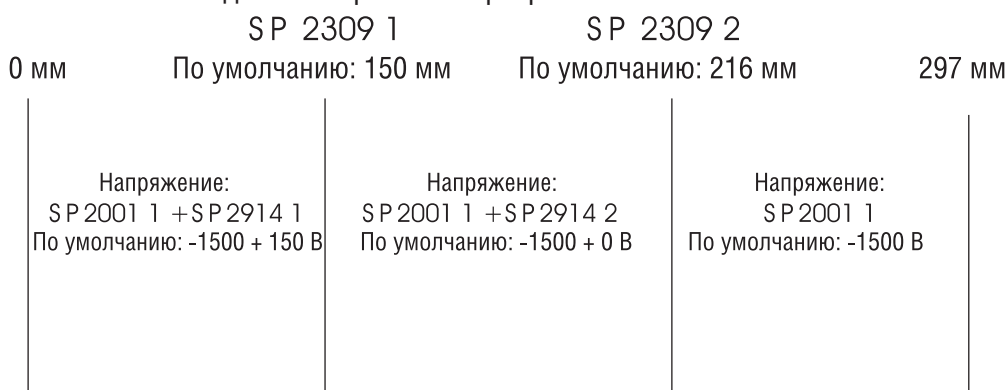 SP 2309 1 SP 2309 2
0 мм По умолчанию: 150 мм По умолчанию: 216 мм 297 мм
Напряжение: Напряжение: Напряжение:
SP2001 1 +SP2914 1 SP2001 1 +SP2914 2 SP2001 1
По умолчанию: -1500 + 150 В По умолчанию: -1500 + 0 В По умолчанию: -1500 В